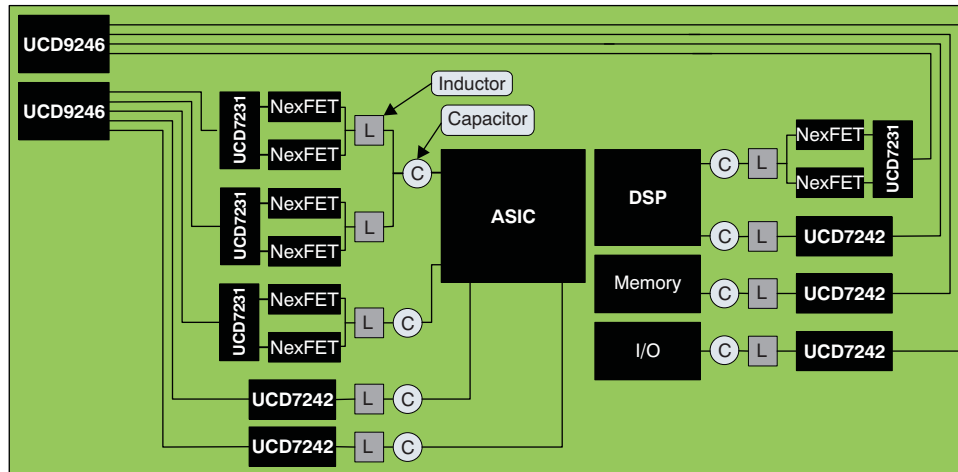 UCD9246
UCD9246
UCD7231
NexFET
NexFET
L
Inductor
Capacitor
C
UCD7231
NexFET
NexFET
L
UCD7231
NexFET
NexFET
L
C
UCD7242
L
C
UCD7242
L
C
ASIC
DSP
C
L
NexFET
NexFET
UCD7231
C
L
UCD7242
Memory
C
L
UCD7242
I/O
C
L
UCD7242